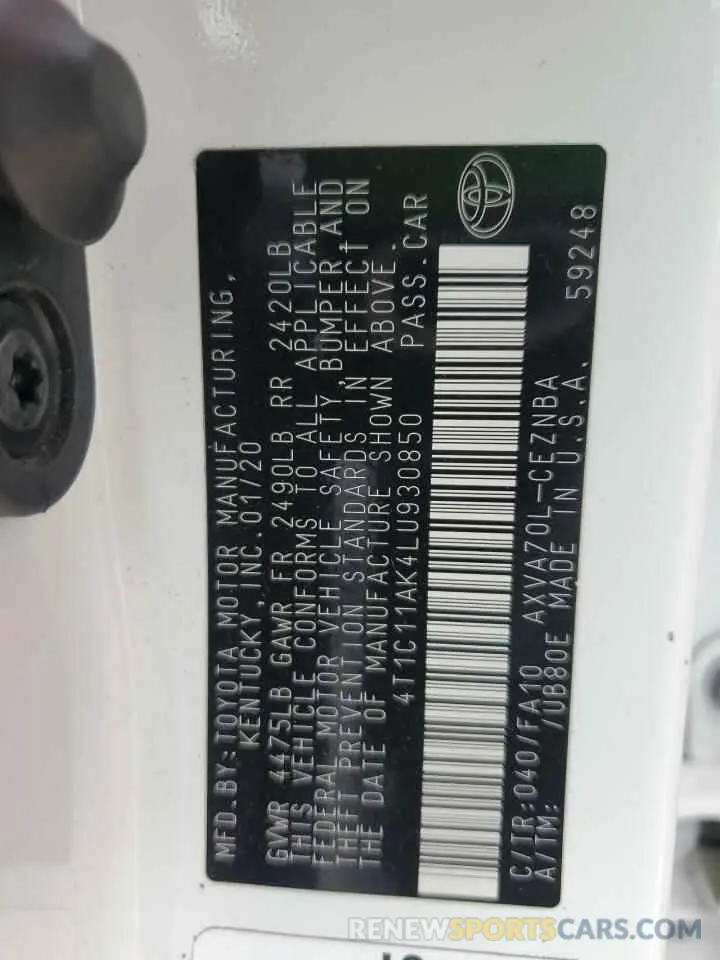 MFD.BY:TOYOTA MOTOR MANUFACTURING,
KENTUCKY,INC.01/20
GVWR 4475LB GAWR FR 2490LB RR 2420LB
THIS VEHICLE CONFORMS TO ALL APPLICABLE
FEDERAL MOTOR VEHICLE SAFETY, BUMPER, AND
THEFT PREVENTION STANDARDS IN EFFECT ON
THE DATE OF MANUFACTURE SHOWN ABOVE.
4T1C11AK4LU930850 PASS.CAR
C/TR:040/FA10 AXVA70L-CEZNBA
A/TM: /UB80E MADE IN U.S.A. 59248
RENEWSPORTSCARS.COM